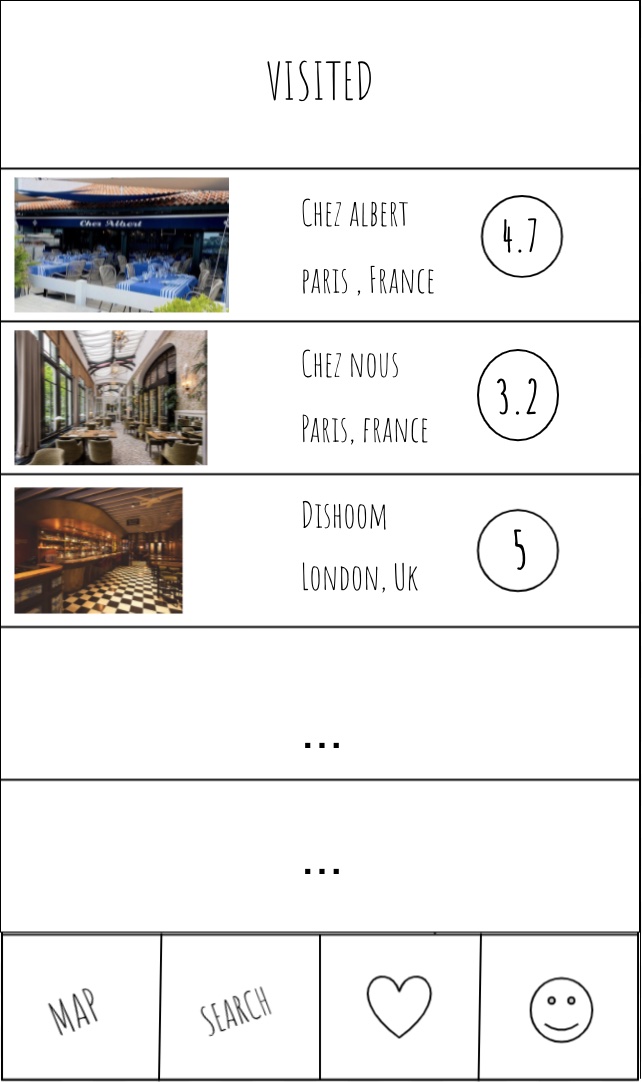 VISITED
Chez Albert
Chez albert
4.7
paris , France
Chez nous
3.2
Paris, france
Dishoom
5
London, Uk
...
...
MAP
SEARCH